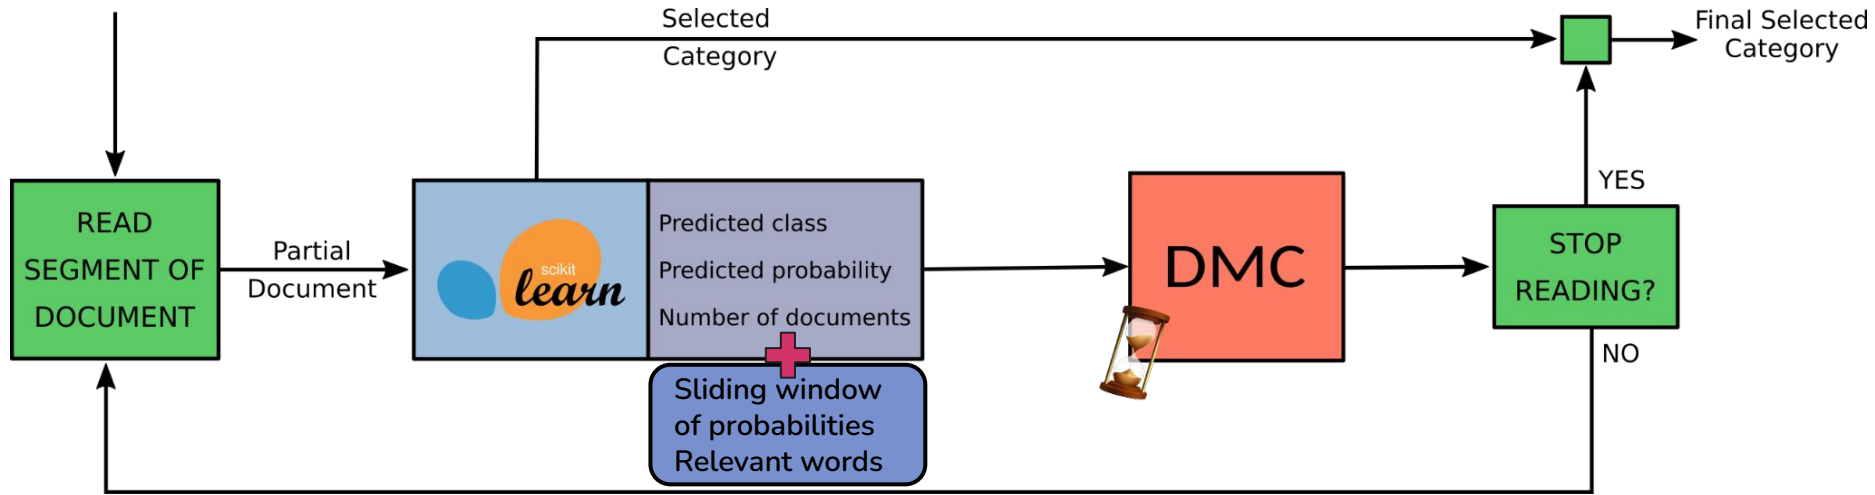 Selected
Category
Final Selected
Category
READ
SEGMENT OF
DOCUMENT
Partial
Document
scikit
learn
Predicted class
Predicted probability
Number of documents
Sliding window
of probabilities
Relevant words
DMC
YES
STOP
READING?
NO